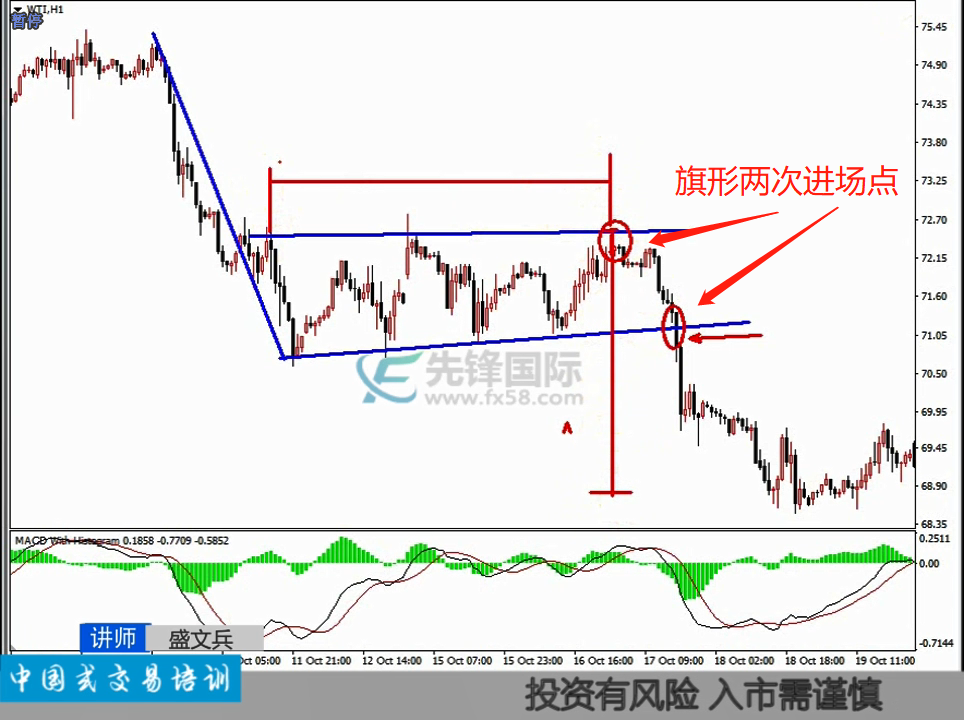 WTI,H1
暂停
75.45
74.90
74.35
73.80
73.25
72.70
72.15
71.60
71.05
70.50
69.95
69.45
68.90
68.35
旗形两次进场点
先锋国际
www.fx58.com
MACD With Histogram 0.1858 -0.7709 -0.5852
0.2511
0.00
-0.7144
讲师 盛文兵
Oct 05:00 11 Oct 21:00 12 Oct 14:00 15 Oct 07:00 15 Oct 23:00 16 Oct 16:00 17 Oct 09:00 18 Oct 02:00 18 Oct 18:00 19 Oct 11:00
中国式交易培训
投资有风险 入市需谨慎